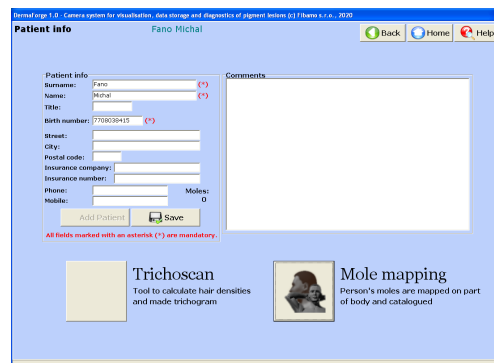 DermaForge 1.0 - Camera system for visualisation, data storage and diagnostics of pigment lesions (c) Fibamo s.r.o., 2020
Patient info
Fano Michal
Back
Home
Help
Patient info
Surname: Fano (*)
Name: Michal (*)
Title:
Birth number: 7708038415 (*)
Street:
City:
Postal code:
Insurance company:
Insurance number:
Phone:
Moles:
Mobile:
0
Add Patient
Save
All fields marked with an asterisk (*) are mandatory.
Comments
Trichoscan
Tool to calculate hair densities
and made trichogram
Mole mapping
Person's moles are mapped on part
of body and catalogued